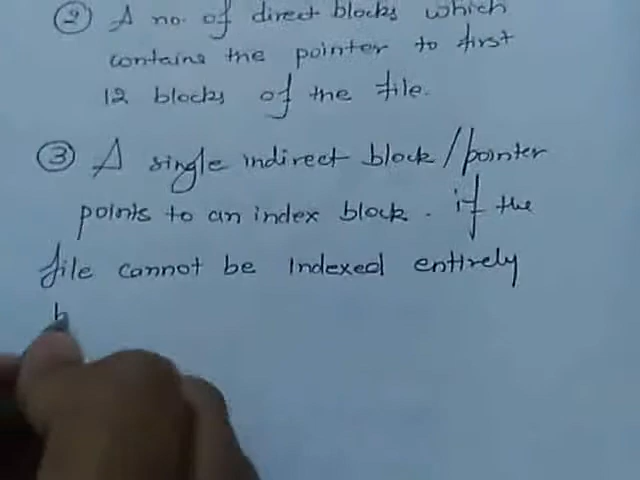 ② A no. of direct blocks which
contains the pointer to first
12 blocks of the file.
③ A single indirect block/pointer
points to an index block. if the
file cannot be indexed entirely
b